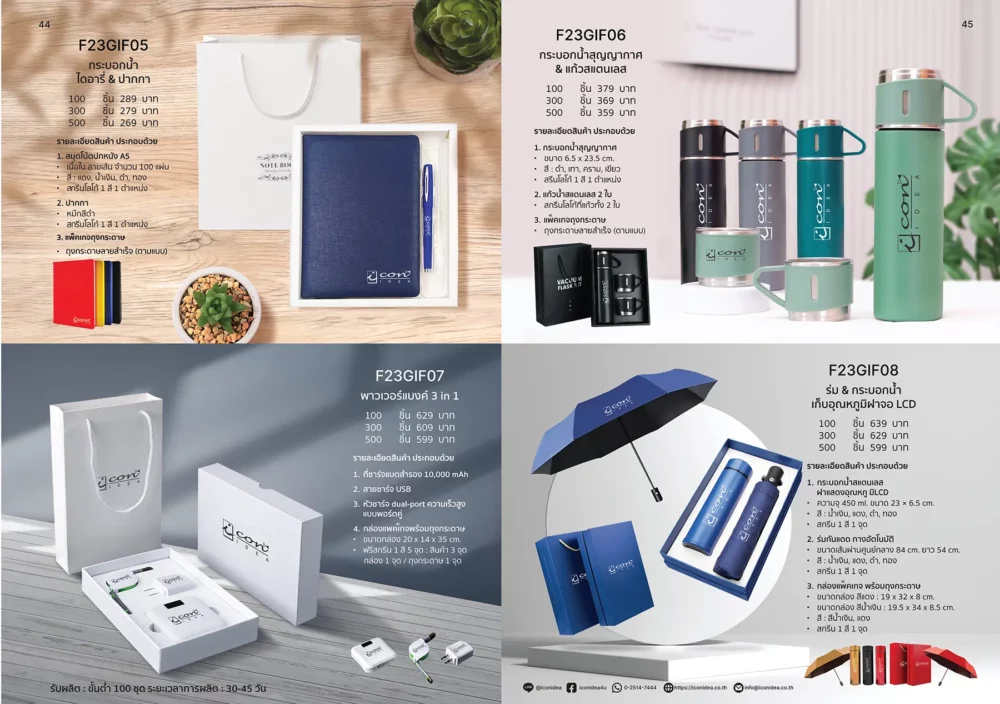 44
F23GIF05
กระบอกน้ำ
ไดอารี่ & ปากกา
100 ชิ้น 289 บาท
300 ชิ้น 279 บาท
500 ชิ้น 269 บาท
รายละเอียดสินค้า ประกอบด้วย
1. สมุดโน้ตปกหนัง A5
• เนื้อใน ลายเส้น จำนวน 100 แผ่น
• สี : แดง, น้ำเงิน, ดำ, ทอง
• สกรีนโลโก้ 1 สี 1 ตำแหน่ง
2. ปากกา
• หมึกสีดำ
• สกรีนโลโก้ 1 สี 1 ตำแหน่ง
3. แพ็คเกจถุงกระดาษ
• ถุงกระดาษลายสำเร็จ (ตามแบบ)
NOTE BOOK
icon
IDEA
45
F23GIF06
กระบอกน้ำสุญญากาศ
& แก้วสแตนเลส
100 ชิ้น 379 บาท
300 ชิ้น 369 บาท
500 ชิ้น 359 บาท
รายละเอียดสินค้า ประกอบด้วย
1. กระบอกน้ำสุญญากาศ
• ขนาด 6.5 x 23.5 cm.
• สี : ดำ, เทา, คราม, เขียว
• สกรีนโลโก้ 1 สี 1 ตำแหน่ง
2. แก้วน้ำสแตนเลส 2 ใบ
• สกรีนโลโก้ที่แก้วทั้ง 2 ใบ
3. แพ็คเกจถุงกระดาษ
• ถุงกระดาษลายสำเร็จ (ตามแบบ)
VACUUM
FLASK SET
icon
IDEA
icon
IDEA
icon
IDEA
icon
IDEA
icon
IDEA
F23GIF07
พาวเวอร์แบงค์ 3 in 1
100 ชิ้น 629 บาท
300 ชิ้น 609 บาท
500 ชิ้น 599 บาท
รายละเอียดสินค้า ประกอบด้วย
1. ที่ชาร์จแบตสำรอง 10,000 mAh
2. สายชาร์จ USB
3. หัวชาร์จ dual-port ความเร็วสูง
แบบพอร์ตคู่
4. กล่องแพคเก็จพร้อมถุงกระดาษ
• ขนาดกล่อง 20 x 14 x 35 cm.
• ฟรีสกรีน 1 สี 5 จุด : สินค้า 3 จุด
กล่อง 1 จุด / ถุงกระดาษ 1 จุด
icon
IDEA
icon
IDEA
icon
IDEA
รับผลิต : ขั้นต่ำ 100 ชุด ระยะเวลาการผลิต : 30-45 วัน
F23GIF08
ร่ม & กระบอกน้ำ
เก็บอุณหภูมิฝาจอ LCD
100 ชิ้น 639 บาท
300 ชิ้น 629 บาท
500 ชิ้น 599 บาท
รายละเอียดสินค้า ประกอบด้วย
1. กระบอกน้ำสแตนเลส
ฝาแสดงอุณหภู มิLCD
• ความจุ 450 ml. ขนาด 23 × 6.5 cm.
• สี : น้ำเงิน, แดง, ดำ, ทอง
• สกรีน 1 สี 1 จุด
2. ร่มกันแดด ทางอัตโนมัติ
• ขนาดเส้นผ่านศูนย์กลาง 84 cm. ยาว 54 cm.
• สี : น้ำเงิน, แดง, ดำ, ทอง
• สกรีน 1 สี 1 จุด
3. กล่องแพ็คเกจ พร้อมถุงกระดาษ
• ขนาดกล่อง สีแดง : 19 x 32 x 8 cm.
• ขนาดกล่อง สีน้ำเงิน : 19.5 x 34 x 8.5 cm.
• สี : สีน้ำเงิน, แดง
• สกรีน 1 สี 1 จุด
icon
IDEA
icon
IDEA
icon
IDEA
icon
IDEA
@iconidea iconidea4u 0-2514-7444 https://iconidea.co.th info@iconidea.co.th